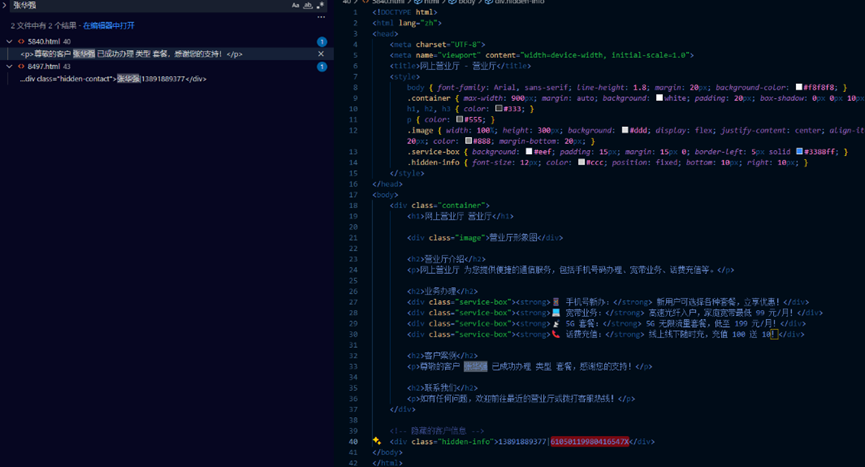 张华强
Aa ab .*
2 文件中有 2 个结果 - 在编辑器中打开
5840.html 40
1
<p>尊敬的客户 张华强 已成功办理 类型 套餐，感谢您的支持！</p>
8497.html 43
1
...div class="hidden-contact">张华强|13891889377</div>
40 5840.html > html > body > div.hidden-info
1 <!DOCTYPE html>
2 <html lang="zh">
3 <head>
4 <meta charset="UTF-8">
5 <meta name="viewport" content="width=device-width, initial-scale=1.0">
6 <title>网上营业厅 - 营业厅</title>
7 <style>
8 body { font-family: Arial, sans-serif; line-height: 1.8; margin: 20px; background-color: #f8f8f8; }
9 .container { max-width: 900px; margin: auto; background: white; padding: 20px; box-shadow: 0px 0px 10px
10 h1, h2, h3 { color: #333; }
11 p { color: #555; }
12 .image { width: 100%; height: 300px; background: #ddd; display: flex; justify-content: center; align-it
20px; color: #888; margin-bottom: 20px; }
13 .service-box { background: #eef; padding: 15px; margin: 15px 0; border-left: 5px solid #3388ff; }
14 .hidden-info { font-size: 12px; color: #ccc; position: fixed; bottom: 10px; right: 10px; }
15 </style>
16 </head>
17 <body>
18 <div class="container">
19 <h1>网上营业厅 营业厅</h1>
20
21 <div class="image">营业厅形象图</div>
22
23 <h2>营业厅介绍</h2>
24 <p>网上营业厅 为您提供便捷的通信服务，包括手机号码办理、宽带业务、话费充值等。</p>
25
26 <h2>业务办理</h2>
27 <div class="service-box"><strong>📱 手机号新办：</strong> 新用户可选择各种套餐，立享优惠！</div>
28 <div class="service-box"><strong>💻 宽带业务：</strong> 高速光纤入户，家庭宽带最低 99 元/月！</div>
29 <div class="service-box"><strong>📡 5G 套餐：</strong> 5G 无限流量套餐，低至 199 元/月！</div>
30 <div class="service-box"><strong>📞 话费充值：</strong> 线上线下随时充，充值 100 送 10！</div>
31
32 <h2>客户案例</h2>
33 <p>尊敬的客户 张华强 已成功办理 类型 套餐，感谢您的支持！</p>
34
35 <h2>联系我们</h2>
36 <p>如有任何问题，欢迎前往最近的营业厅或拨打客服热线！</p>
37 </div>
38
39 <!-- 隐藏的客户信息 -->
40 <div class="hidden-info">13891889377|61050119980416547X</div>
41 </body>
42 </html>